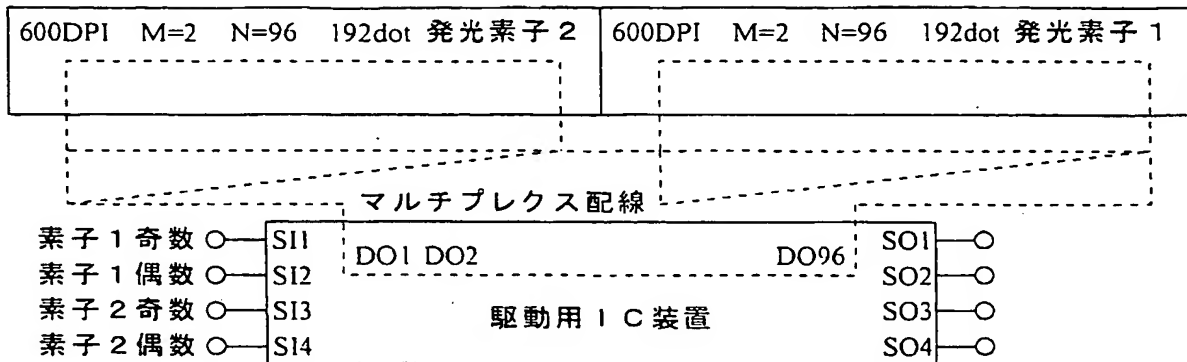 600DPI M=2 N=96 192dot 発光素子2
600DPI M=2 N=96 192dot 発光素子1
マルチプレクス配線
素子1奇数 SI1
DO1 DO2 DO96
SO1
素子1偶数 SI2
SO2
素子2奇数 SI3
駆動用IC装置
SO3
素子2偶数 SI4
SO4